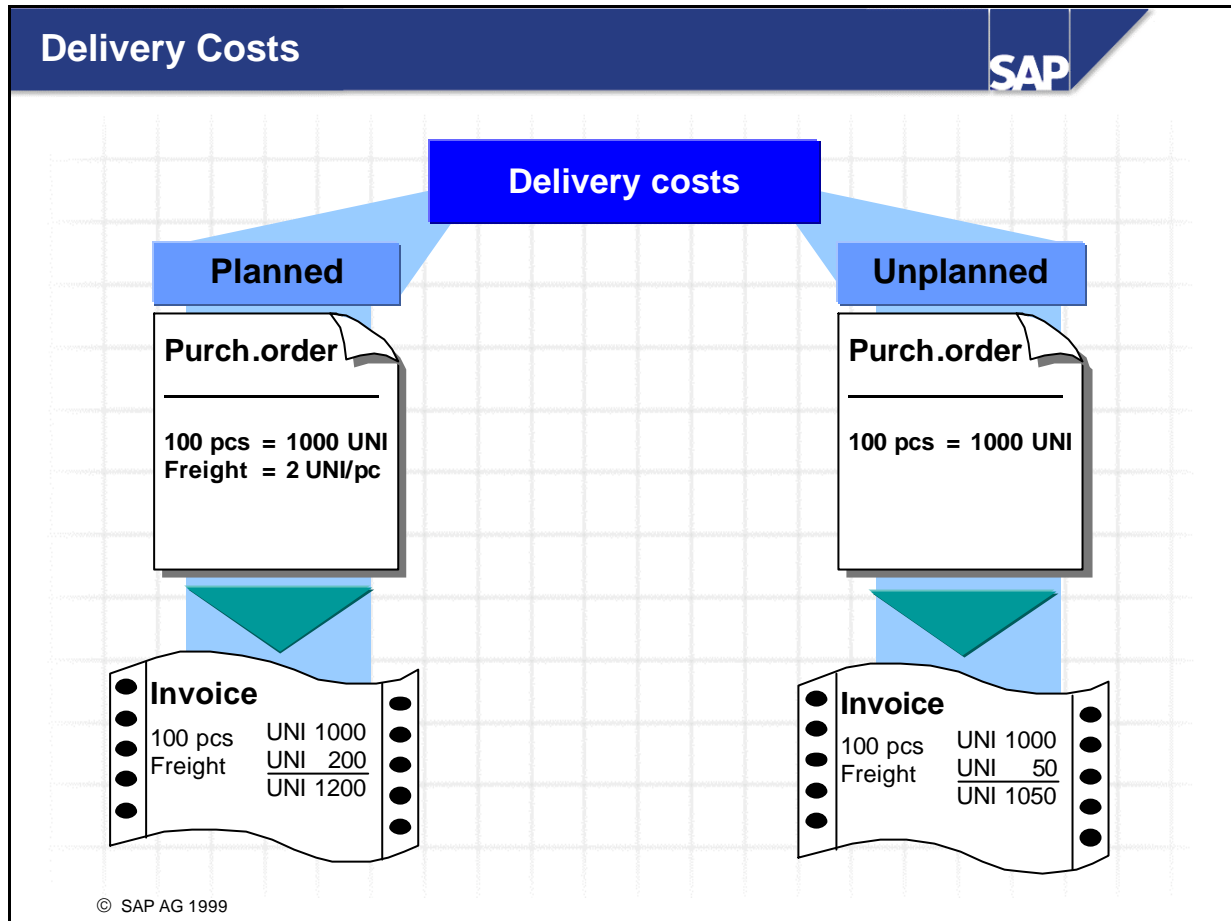 Delivery Costs
SAP
Delivery costs
Planned
Purch.order
100 pcs = 1000 UNI
Freight = 2 UNI/pc
Invoice
100 pcs UNI 1000
Freight UNI 200
UNI 1200
Unplanned
Purch.order
100 pcs = 1000 UNI
Invoice
100 pcs UNI 1000
Freight UNI 50
UNI 1050
© SAP AG 1999